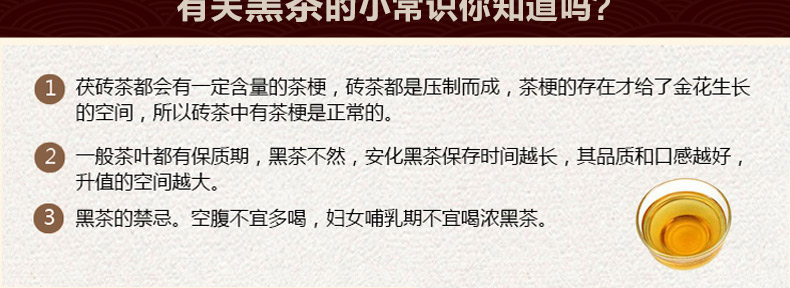 有关黑茶的小常识你知道吗？
1 茯砖茶都会有一定含量的茶梗，砖茶都是压制而成，茶梗的存在才给了金花生长
的空间，所以砖茶中有茶梗是正常的。
2 一般茶叶都有保质期，黑茶不然，安化黑茶保存时间越长，其品质和口感越好，
升值的空间越大。
3 黑茶的禁忌。空腹不宜多喝，妇女哺乳期不宜喝浓黑茶。